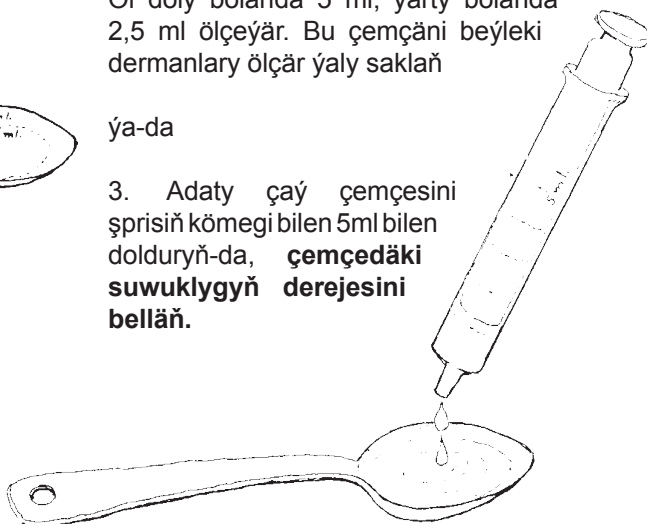 Ol doly bolanda 5 ml, ýarty bolanda
2,5 ml ölçeýär. Bu çemçäni beýleki
dermanlary ölçär ýaly saklaň
ýa-da
3. Adaty çaý çemçesini
şprisiň kömegi bilen 5ml bilen
dolduryň-da, çemçedäki
suwuklygyň derejesini
belläň.